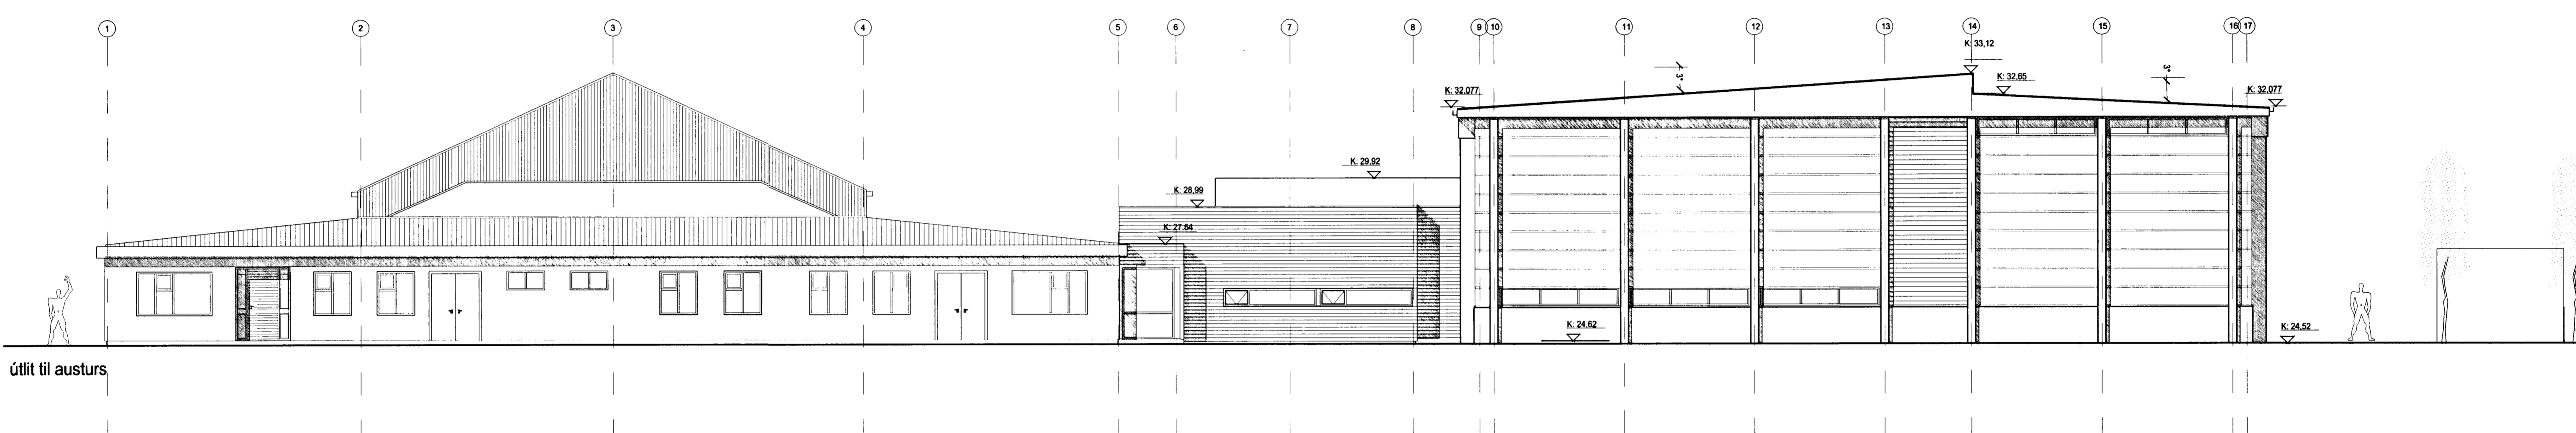 1 2 3 4 5 6 7 8 9 10 11 12 13 14 15 16 17
K: 33,12
3°
3°
K: 32,65
K: 32,077
K: 32,077
K: 29,92
K: 28,99
K: 27,64
K: 24,62
K: 24,52
útlit til austurs